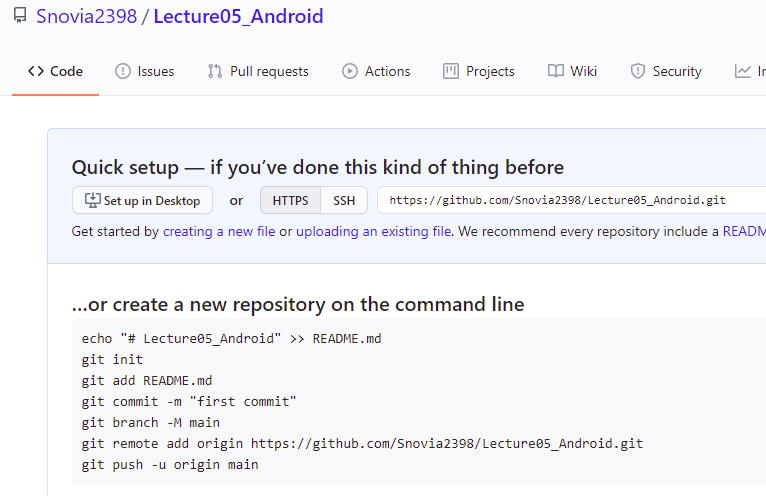 Snovia2398 / Lecture05_Android
Code Issues Pull requests Actions Projects Wiki Security
Quick setup — if you've done this kind of thing before
Set up in Desktop or HTTPS SSH https://github.com/Snovia2398/Lecture05_Android.git
Get started by creating a new file or uploading an existing file. We recommend every repository include a
...or create a new repository on the command line
echo "# Lecture05_Android" >> README.md
git init
git add README.md
git commit -m "first commit"
git branch -M main
git remote add origin https://github.com/Snovia2398/Lecture05_Android.git
git push -u origin main